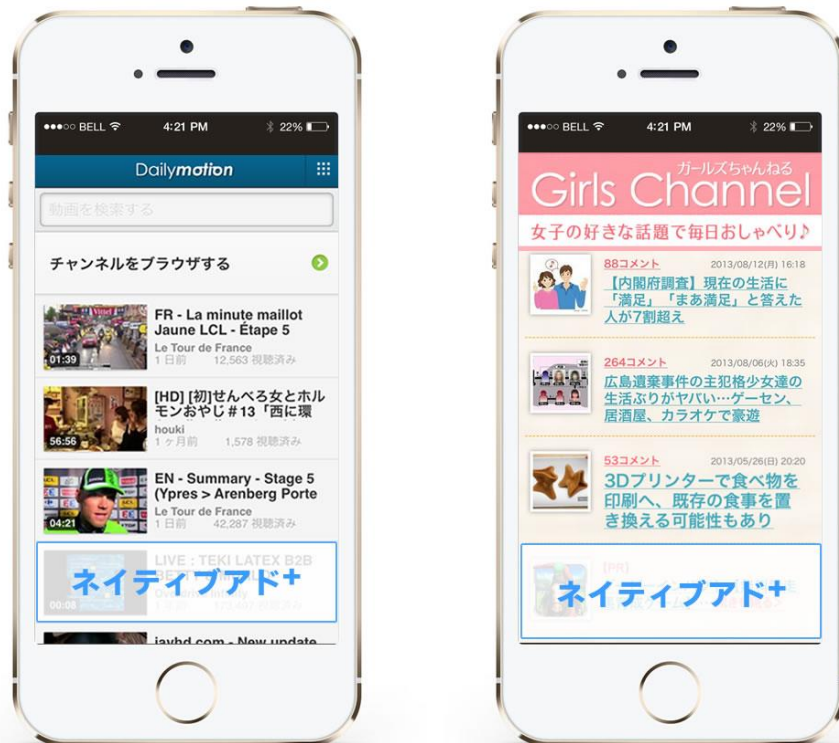 ●●●○○ BELL 4:21 PM 22%
Dailymotion
動画を検索する
チャンネルをブラウザする
FR - La minute maillot
Jaune LCL - Étape 5
Le Tour de France
01:39
1 日前 12,563 視聴済み
[HD] [初]せんべろ女とホル
モンおやじ#13「西に環
houki
56:56
1 ヶ月前 1,578 視聴済み
EN - Summary - Stage 5
(Ypres > Arenberg Porte
Le Tour de France
04:21
1 日前 42,287 視聴済み
LIVE : TEKI LATEX B2B
ネイティブアド+
00:08
jayhd.com - New update
●●●○○ BELL 4:21 PM 22%
ガールズちゃんねる
Girls Channel
女子の好きな話題で毎日おしゃべり♪
88コメント 2013/08/12(月) 16:18
【内閣府調査】現在の生活に
「満足」「まあ満足」と答えた
人が7割超え
264コメント 2013/08/06(火) 18:35
広島遺棄事件の主犯格少女達の
生活ぶりがヤバい…ゲーセン、
居酒屋、カラオケで豪遊
53コメント 2013/05/26(日) 20:20
3Dプリンターで食べ物を
印刷へ、既存の食事を置
き換える可能性もあり
[PR]
ネイティブアド+